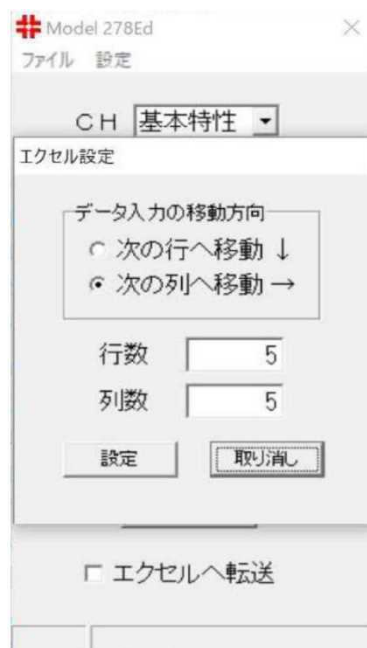 Model 278Ed
ファイル 設定
CH 基本特性
エクセル設定
データ入力の移動方向
次の行へ移動 ↓
次の列へ移動 →
行数 5
列数 5
設定 取り消し
エクセルへ転送